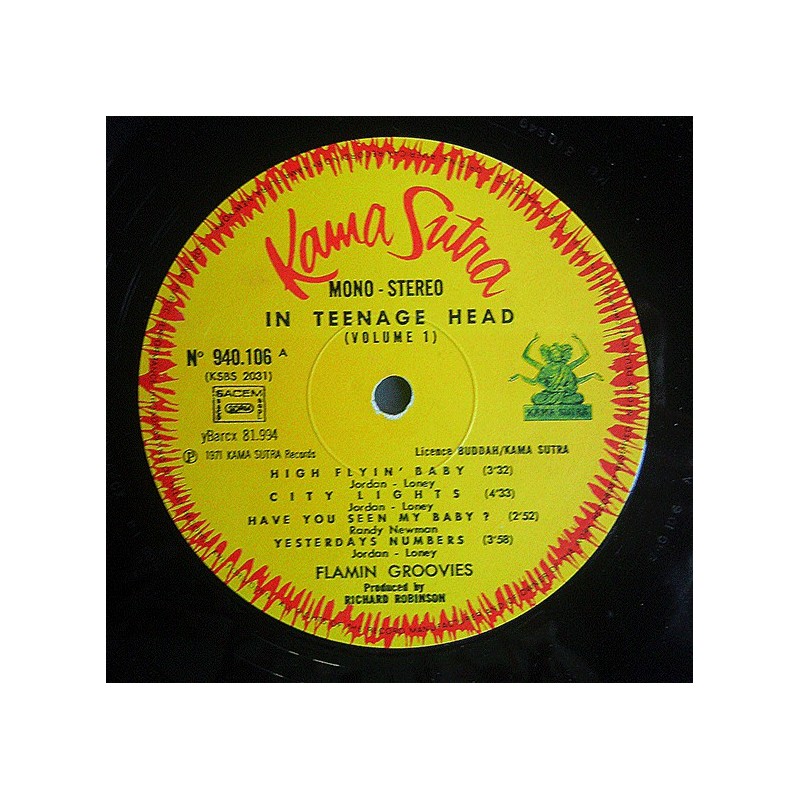 Kama Sutra
MONO - STEREO
IN TEENAGE HEAD
(VOLUME 1)
Nº 940.106 A
(KSBS 2031)
SACEM
KAMA SUTRA
yBarcx 81.994
Ⓟ 1971 KAMA SUTRA Records
Licence BUDDAH/KAMA SUTRA
HIGH FLYIN' BABY (3'32)
Jordan - Loney
CITY LIGHTS (4'33)
Jordan - Loney
HAVE YOU SEEN MY BABY ? (2'52)
Randy Newman
YESTERDAYS NUMBERS (3'58)
Jordan - Loney
FLAMIN GROOVIES
Produced by
RICHARD ROBINSON